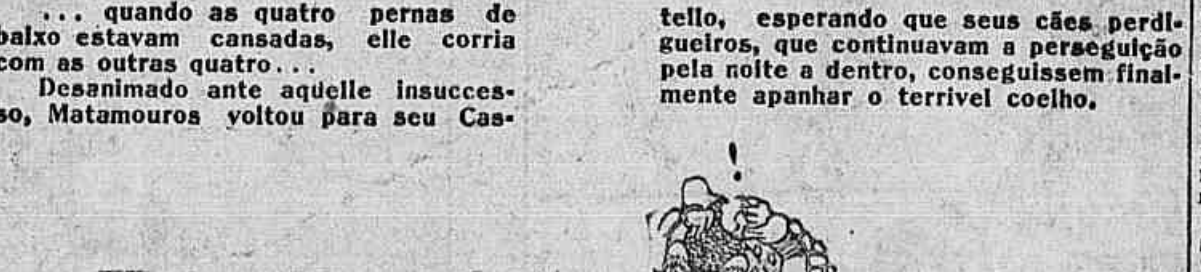 ... quando as quatro pernas de
baixo estavam cansadas, elle corria
com as outras quatro...
Desanimado ante aquelle insucces-
so, Matamouros voltou para seu Cas-
tello, esperando que seus cães perdi-
gueiros, que continuavam a perseguição
pela noite a dentro, conseguissem final-
mente apanhar o terrivel coelho.
!